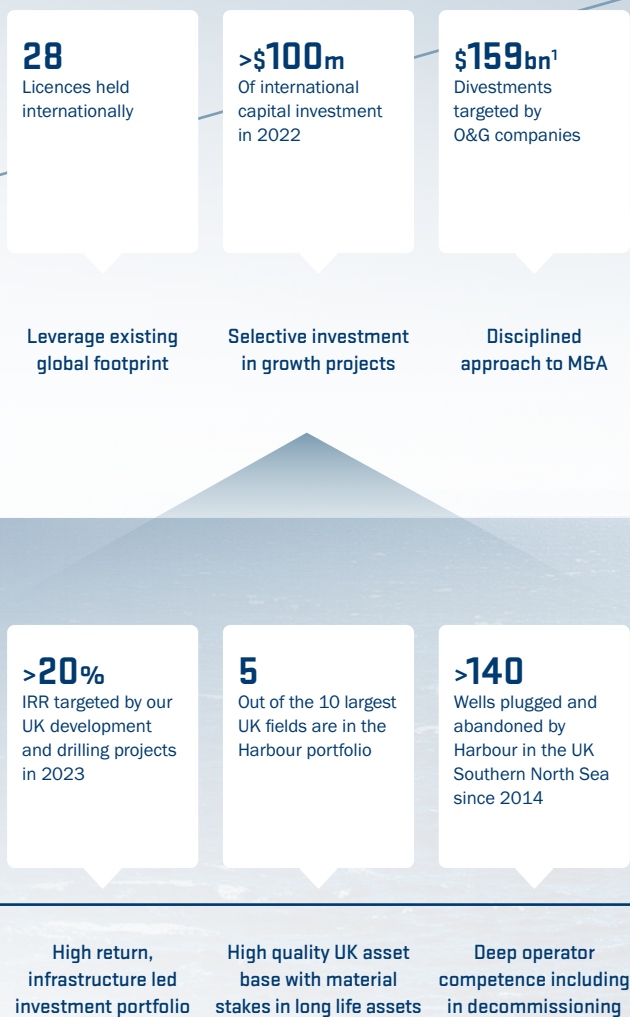 28
Licences held
internationally
>$100m
Of international
capital investment
in 2022
$159bn¹
Divestments
targeted by
O&G companies
Leverage existing
global footprint
Selective investment
in growth projects
Disciplined
approach to M&A
>20%
IRR targeted by our
UK development
and drilling projects
in 2023
5
Out of the 10 largest
UK fields are in the
Harbour portfolio
>140
Wells plugged and
abandoned by
Harbour in the UK
Southern North Sea
since 2014
High return,
infrastructure led
investment portfolio
High quality UK asset
base with material
stakes in long life assets
Deep operator
competence including
in decommissioning